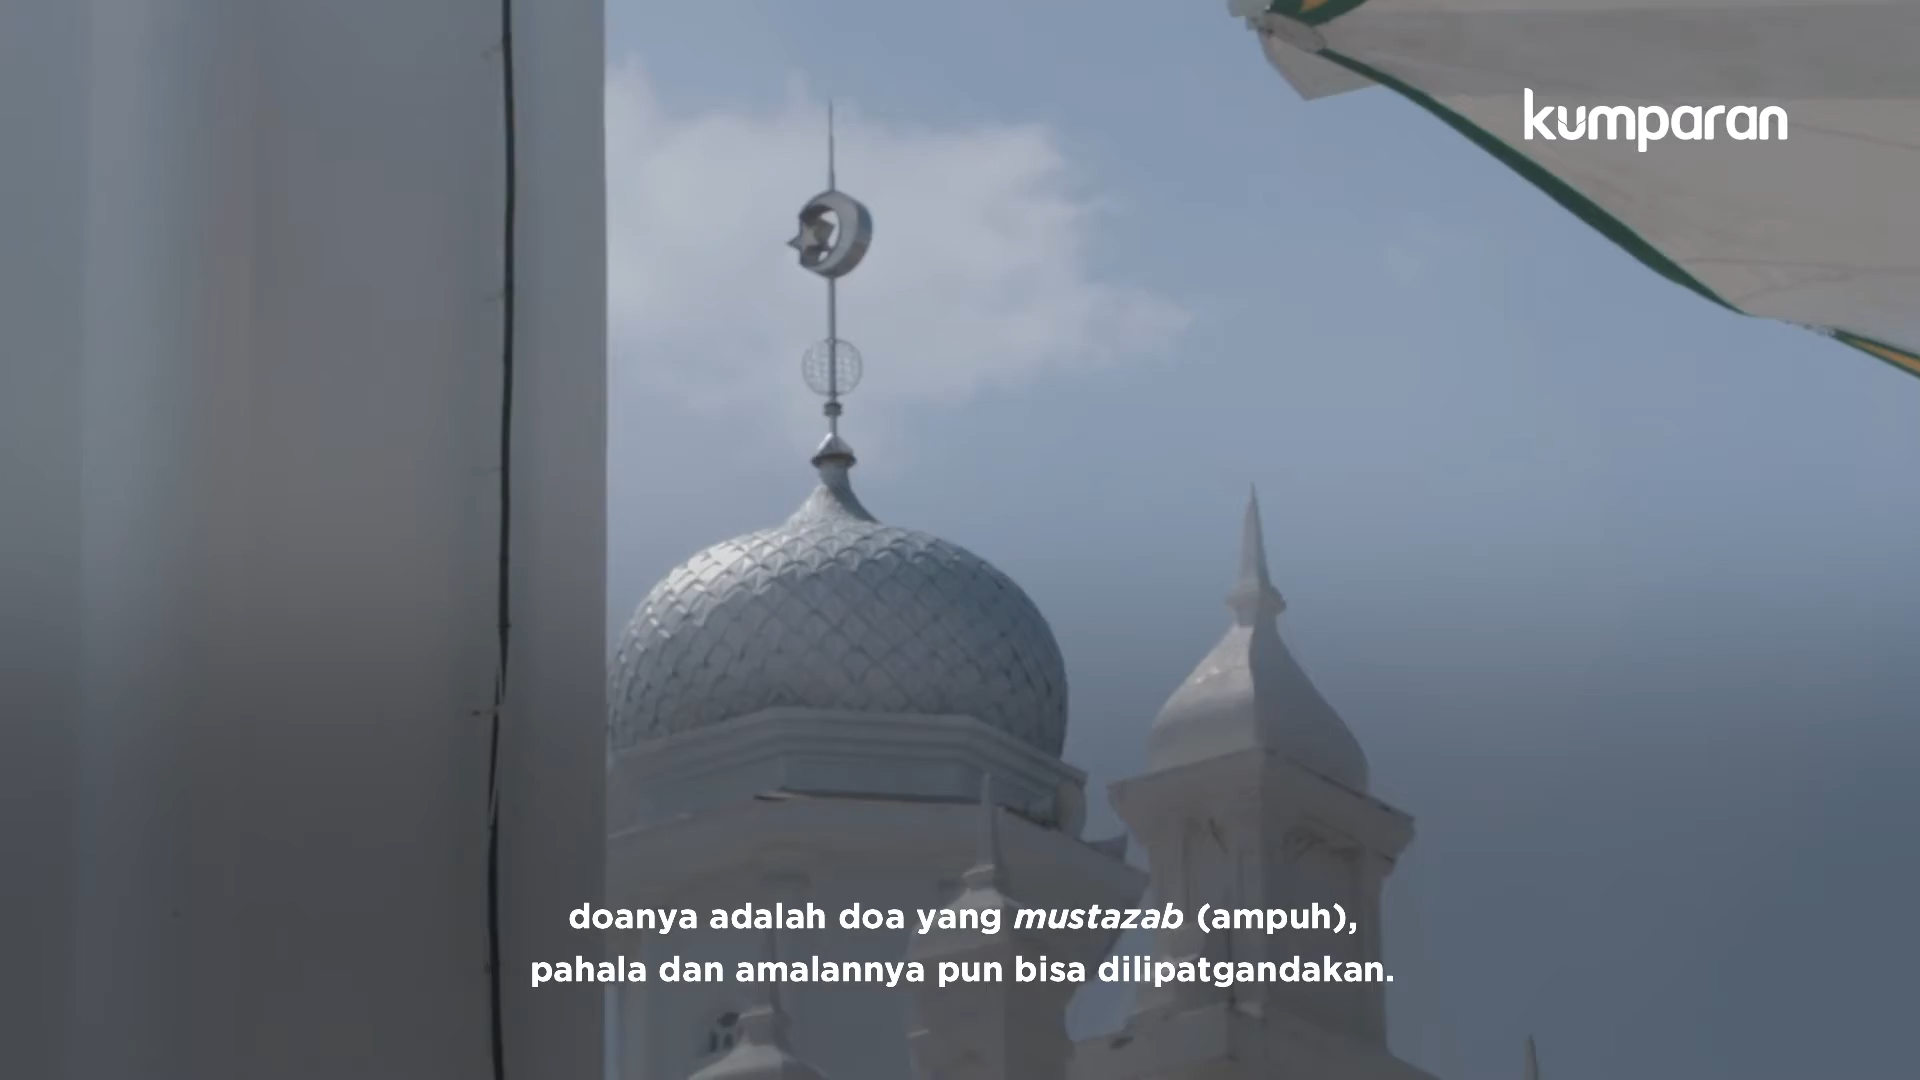 kumparan
doanya adalah doa yang mustazab (ampuh),
pahala dan amalannya pun bisa dilipatgandakan.